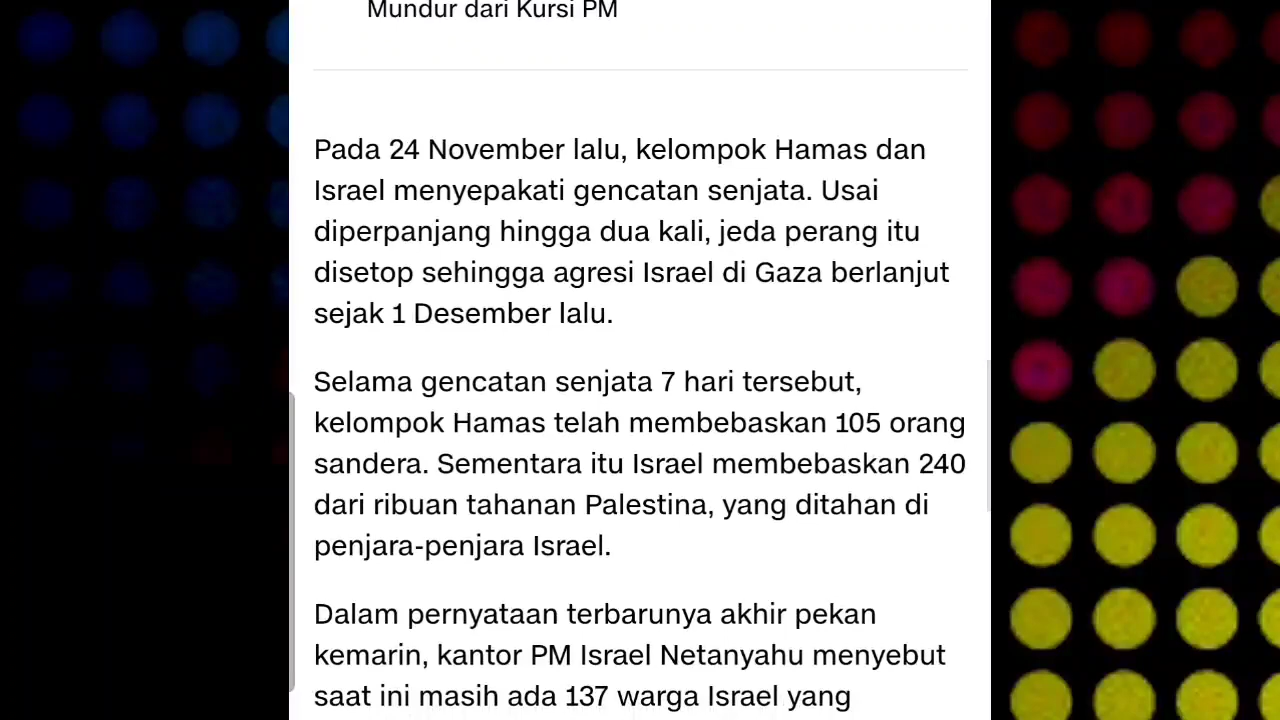 Mundur dari Kursi PM
Pada 24 November lalu, kelompok Hamas dan
Israel menyepakati gencatan senjata. Usai
diperpanjang hingga dua kali, jeda perang itu
disetop sehingga agresi Israel di Gaza berlanjut
sejak 1 Desember lalu.
Selama gencatan senjata 7 hari tersebut,
kelompok Hamas telah membebaskan 105 orang
sandera. Sementara itu Israel membebaskan 240
dari ribuan tahanan Palestina, yang ditahan di
penjara-penjara Israel.
Dalam pernyataan terbarunya akhir pekan
kemarin, kantor PM Israel Netanyahu menyebut
saat ini masih ada 137 warga Israel yang